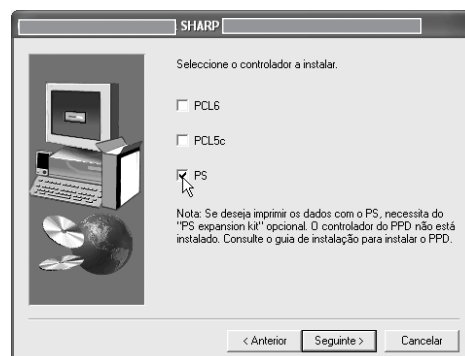 SHARP
Seleccione o controlador a instalar.
PCL6
PCL5c
PS
Nota: Se deseja imprimir os dados com o PS, necessita do
"PS expansion kit" opcional. O controlador do PPD não está
instalado. Consulte o guia de instalação para instalar o PPD.
< Anterior
Seguinte >
Cancelar